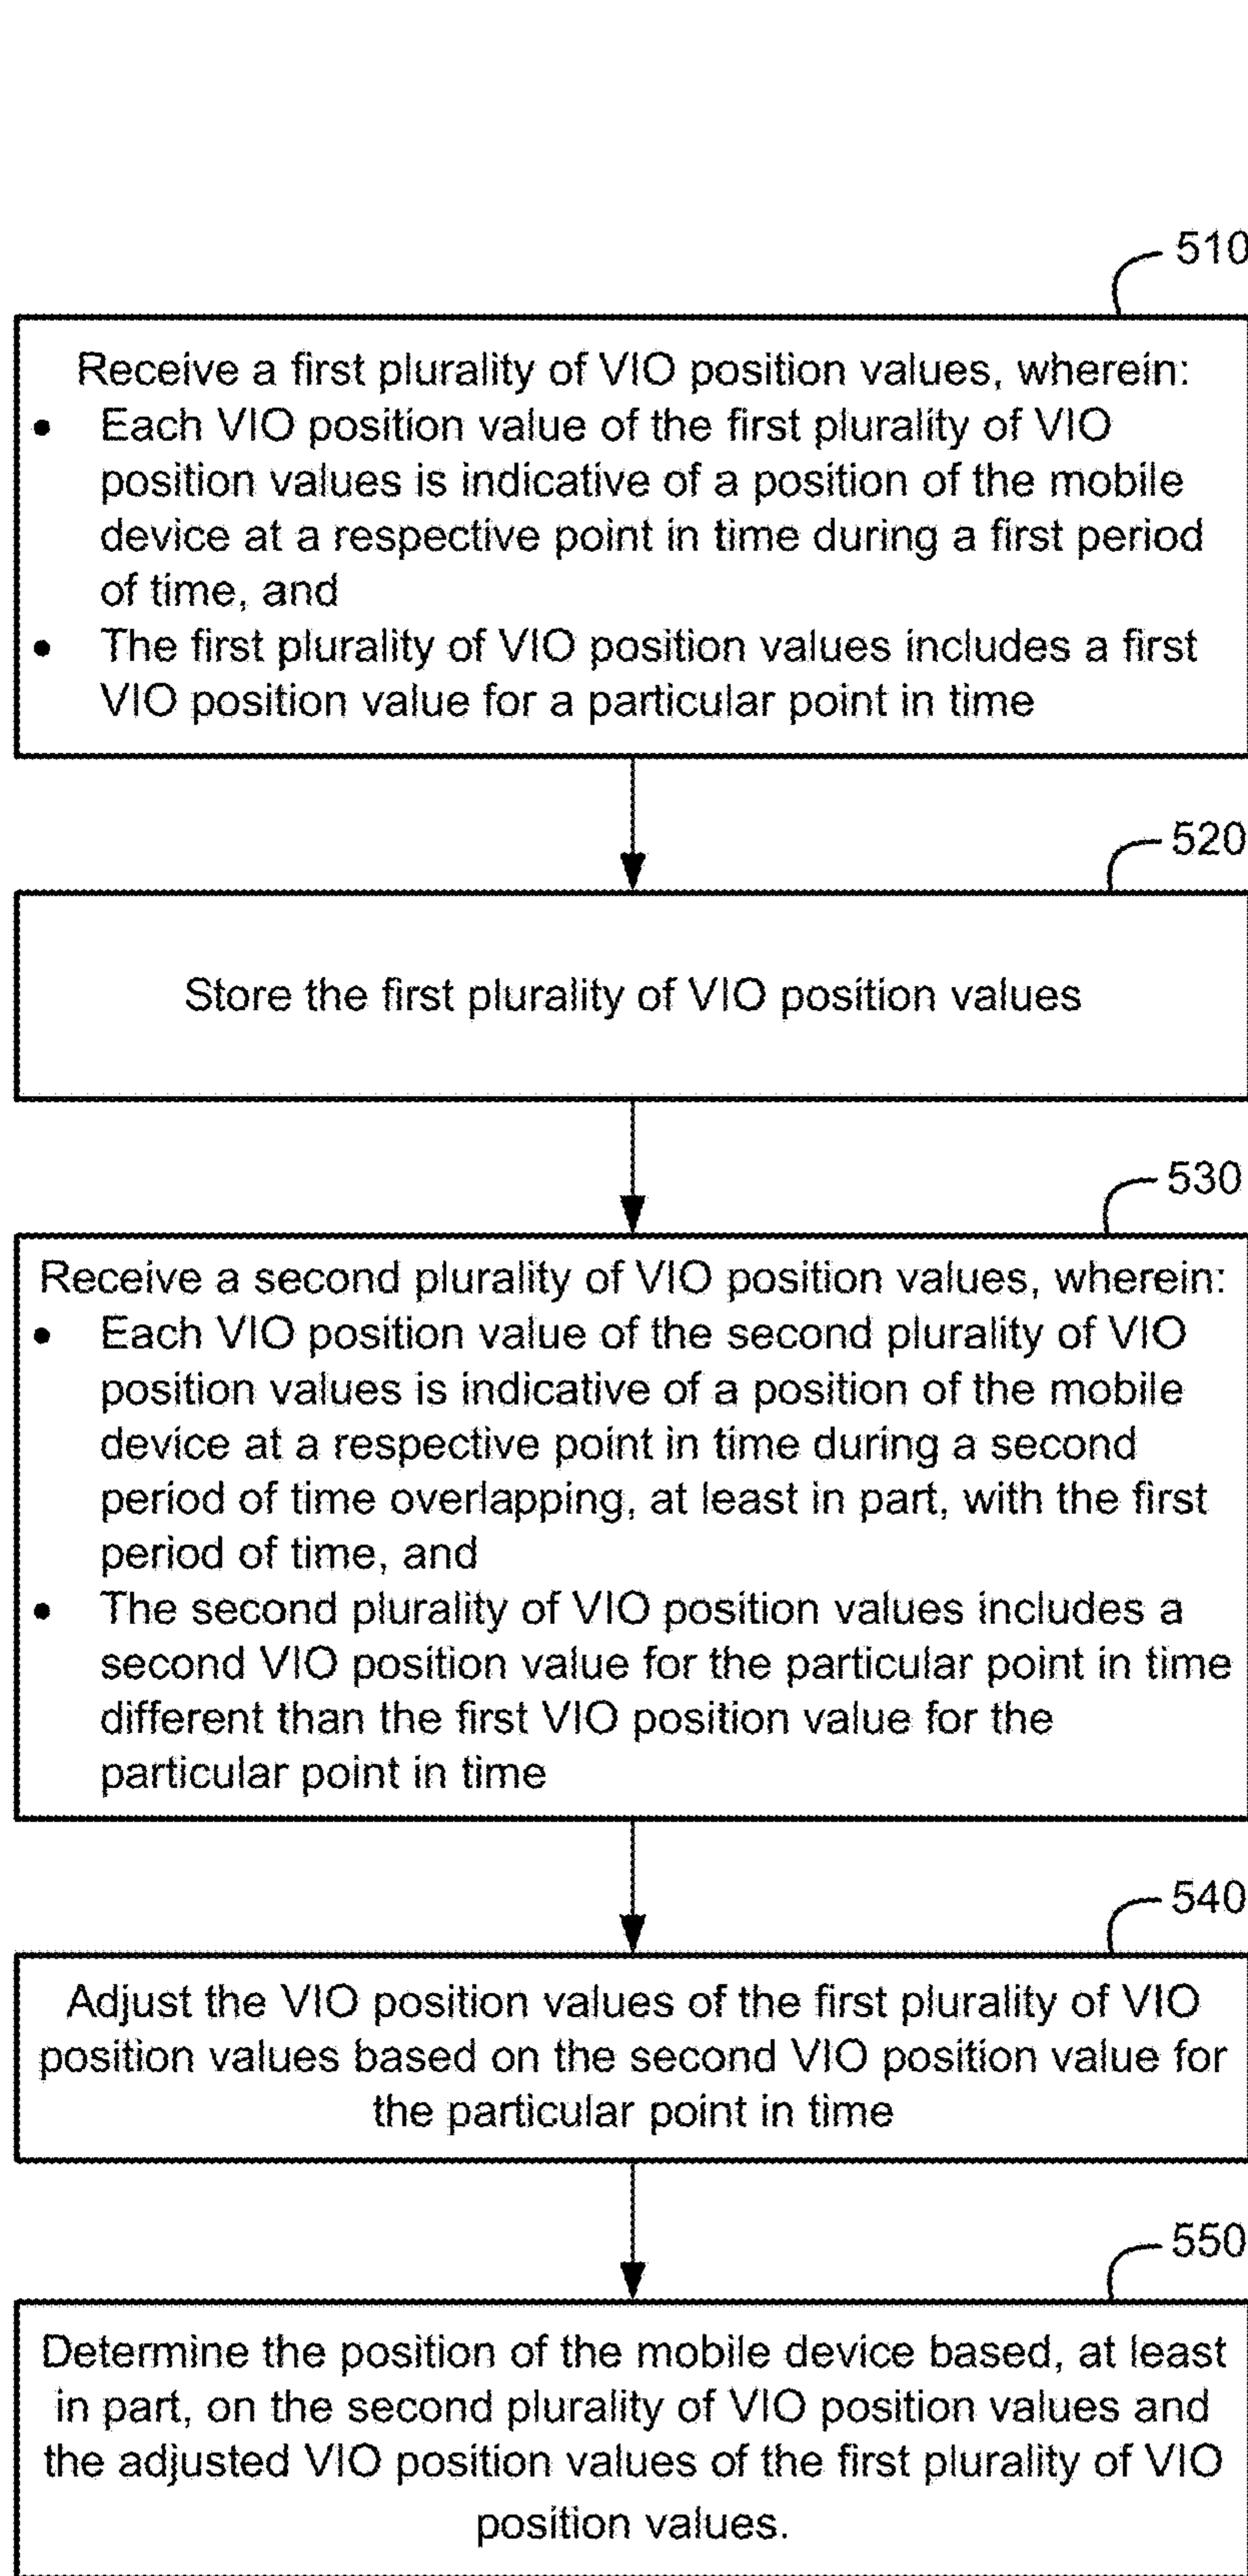 510
Receive a first plurality of VIO position values, wherein:
• Each VIO position value of the first plurality of VIO
position values is indicative of a position of the mobile
device at a respective point in time during a first period
of time, and
• The first plurality of VIO position values includes a first
VIO position value for a particular point in time
520
Store the first plurality of VIO position values
530
Receive a second plurality of VIO position values, wherein:
• Each VIO position value of the second plurality of VIO
position values is indicative of a position of the mobile
device at a respective point in time during a second
period of time overlapping, at least in part, with the first
period of time, and
• The second plurality of VIO position values includes a
second VIO position value for the particular point in time
different than the first VIO position value for the
particular point in time
540
Adjust the VIO position values of the first plurality of VIO
position values based on the second VIO position value for
the particular point in time
550
Determine the position of the mobile device based, at least
in part, on the second plurality of VIO position values and
the adjusted VIO position values of the first plurality of VIO
position values.